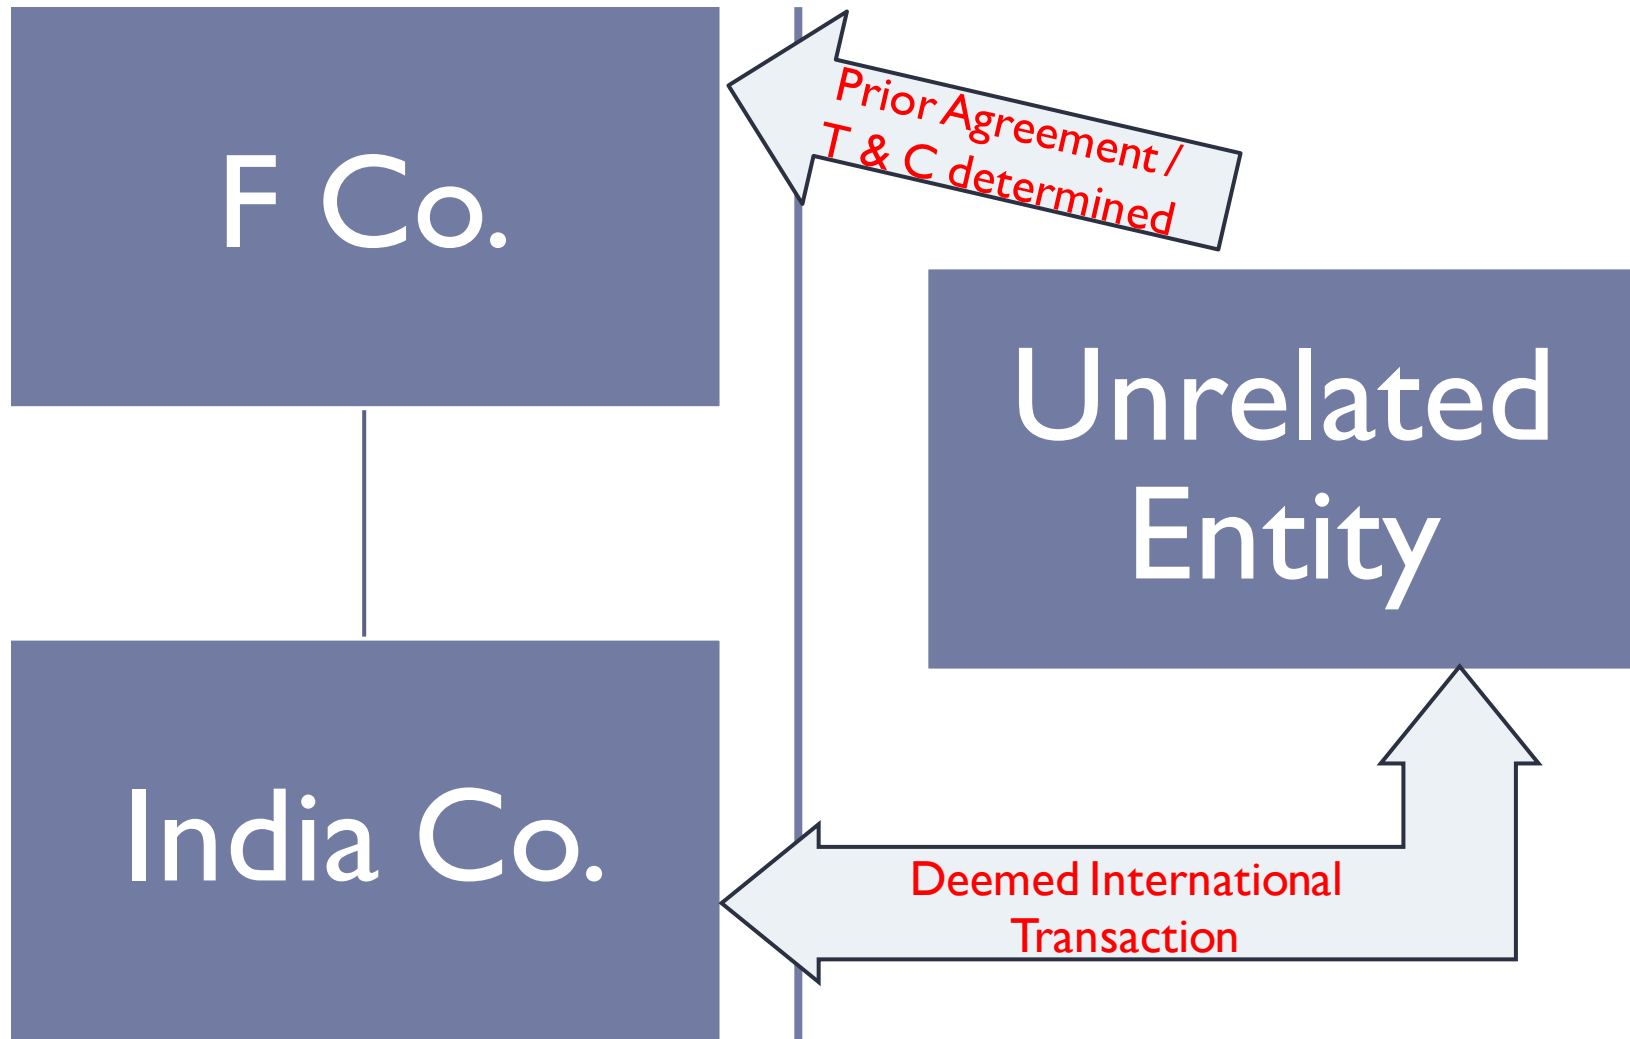 F Co.
Prior Agreement /
T & C determined
Unrelated
Entity
India Co.
Deemed International
Transaction